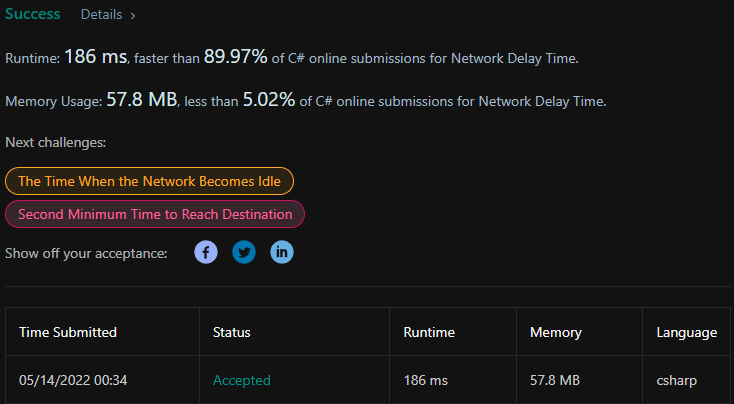 Success Details >
Runtime: 186 ms, faster than 89.97% of C# online submissions for Network Delay Time.
Memory Usage: 57.8 MB, less than 5.02% of C# online submissions for Network Delay Time.
Next challenges:
The Time When the Network Becomes Idle
Second Minimum Time to Reach Destination
Show off your acceptance: f in
Time Submitted Status Runtime Memory Language
05/14/2022 00:34 Accepted 186 ms 57.8 MB csharp